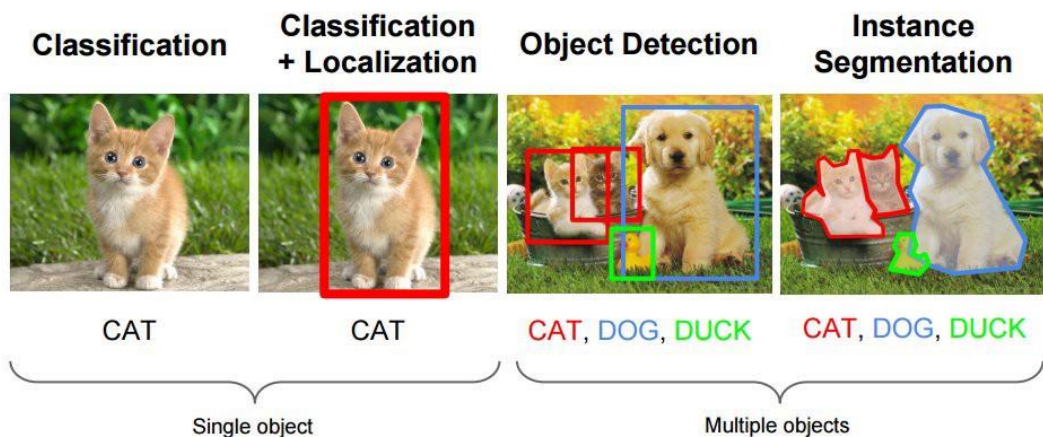 Classification
Classification
+ Localization
Object Detection
Instance
Segmentation
CAT
CAT
CAT, DOG, DUCK
CAT, DOG, DUCK
Single object
Multiple objects